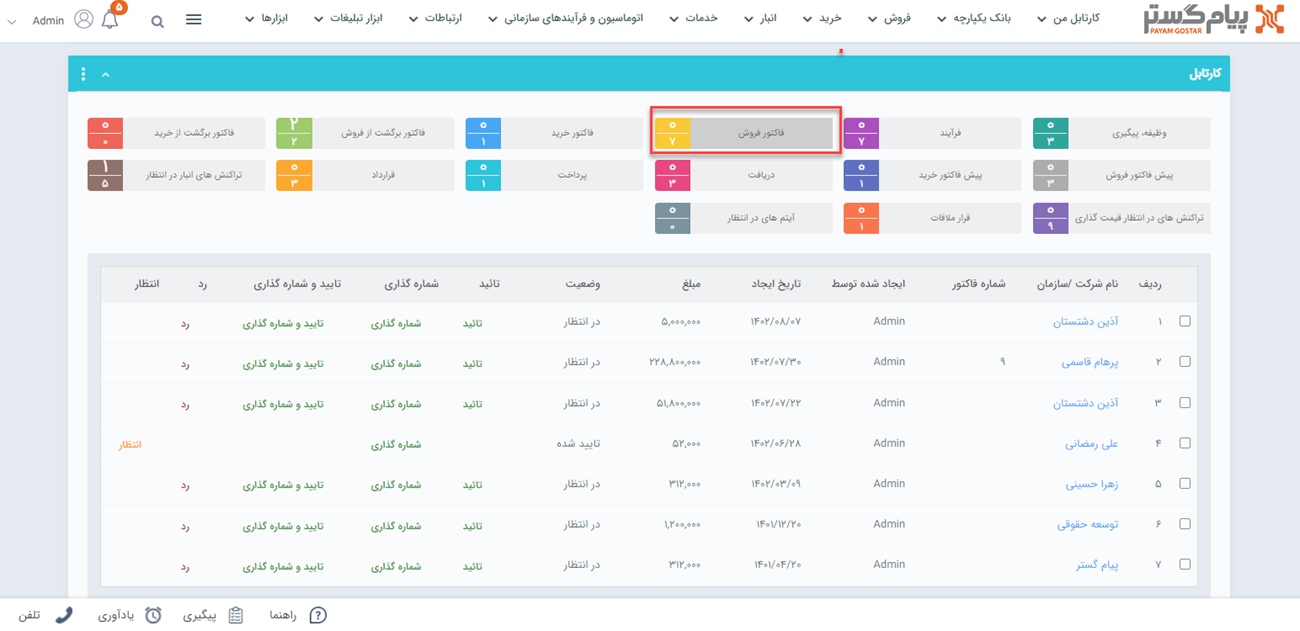 پیام گستر کارتابل من بانک یکپارچه فروش خرید انبار خدمات اتوماسیون و فرآیندهای سازمانی ارتباطات ابزار تبلیغات ابزارها ۵ Admin
PAYAM GOSTAR
کارتابل
وظیفه، پیگیری ۰ ۳ فرآیند ۰ ۷ فاکتور فروش ۰ ۷ فاکتور خرید ۰ ۱ فاکتور برگشت از فروش ۲ ۲ فاکتور برگشت از خرید ۰ ۰
پیش فاکتور فروش ۰ ۳ پیش فاکتور خرید ۰ ۱ دریافت ۰ ۳ پرداخت ۰ ۱ قرارداد ۰ ۳ تراکنش های انبار در انتظار ۱ ۵
تراکنش های در انتظار قیمت گذاری ۰ ۹ قرار ملاقات ۰ ۱ آیتم های در انتظار ۰ ۰
ردیف نام شرکت /سازمان شماره فاکتور ایجاد شده توسط تاریخ ایجاد مبلغ وضعیت تائید شماره گذاری تایید و شماره گذاری رد انتظار
۱ آذین دشتستان Admin ۱۴۰۲/۰۸/۰۷ ۵,۰۰۰,۰۰۰ در انتظار تائید شماره گذاری تایید و شماره گذاری رد
۲ پرهام قاسمی ۹ Admin ۱۴۰۲/۰۷/۳۰ ۲۲۸,۸۰۰,۰۰۰ در انتظار تائید شماره گذاری تایید و شماره گذاری رد
۳ آذین دشتستان Admin ۱۴۰۲/۰۷/۲۲ ۵۱,۸۰۰,۰۰۰ در انتظار تائید شماره گذاری تایید و شماره گذاری رد
۴ علی رمضانی Admin ۱۴۰۲/۰۶/۲۸ ۵۲,۰۰۰ تایید شده شماره گذاری انتظار
۵ زهرا حسینی Admin ۱۴۰۲/۰۳/۰۹ ۳۱۲,۰۰۰ در انتظار تائید شماره گذاری تایید و شماره گذاری رد
۶ توسعه حقوقی Admin ۱۴۰۱/۱۲/۲۰ ۱,۲۰۰,۰۰۰ در انتظار تائید شماره گذاری تایید و شماره گذاری رد
۷ پیام گستر Admin ۱۴۰۱/۰۴/۲۰ ۳۱۲,۰۰۰ در انتظار تائید شماره گذاری تایید و شماره گذاری رد
راهنما پیگیری یادآوری تلفن